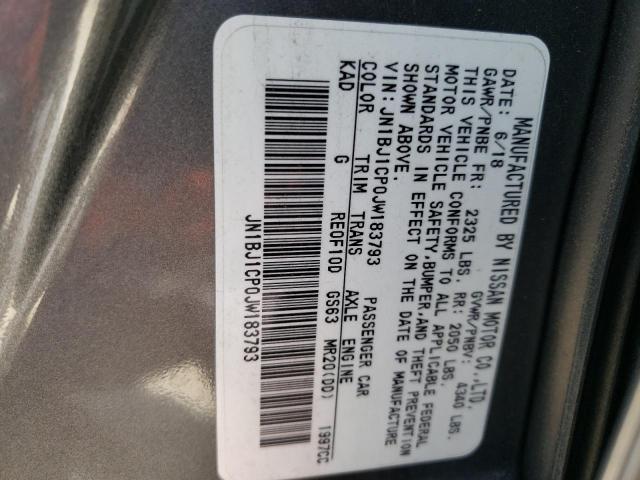 MANUFACTURED BY NISSAN MOTOR CO.,LTD.
DATE: 6/18 GVWR/PNBV: 4340 LBS.
GAWR/PNBE FR: 2325 LBS. RR: 2050 LBS.
THIS VEHICLE CONFORMS TO ALL APPLICABLE FEDERAL
MOTOR VEHICLE SAFETY,BUMPER,AND THEFT PREVENTION
STANDARDS IN EFFECT ON THE DATE OF MANUFACTURE
SHOWN ABOVE.
VIN:JN1BJ1CP0JW183793 PASSENGER CAR
COLOR TRIM TRANS AXLE ENGINE
KAD G RE0F10D GS63 MR20(DD) 1997CC
JN1BJ1CP0JW183793